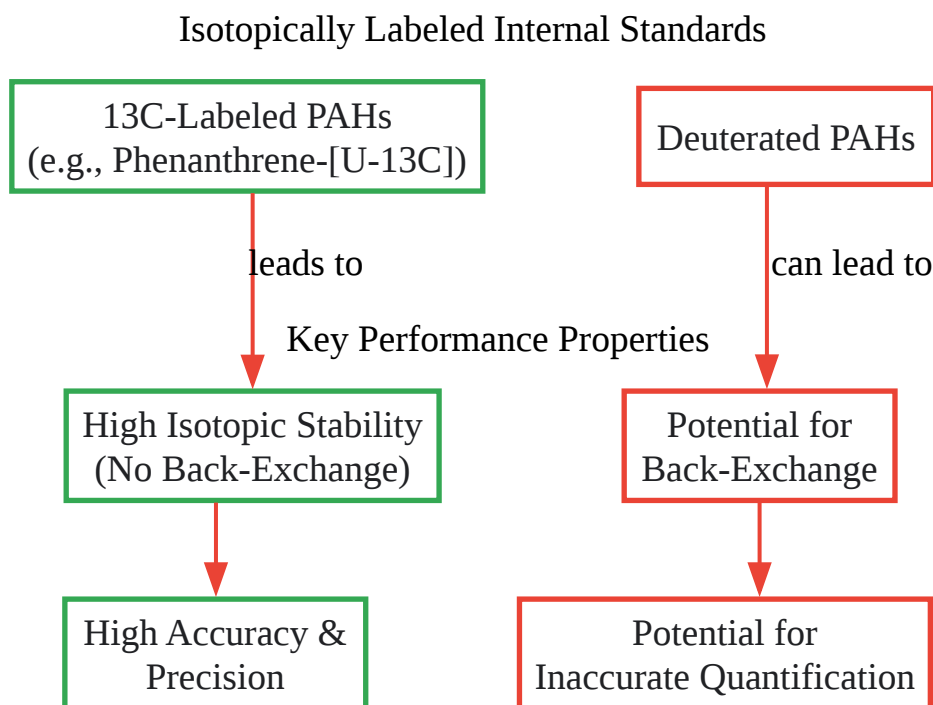 Isotopically Labeled Internal Standards
13C-Labeled PAHs
(e.g., Phenanthrene-[U-13C])
Deuterated PAHs
leads to
can lead to
Key Performance Properties
High Isotopic Stability
(No Back-Exchange)
Potential for
Back-Exchange
High Accuracy &
Precision
Potential for
Inaccurate Quantification